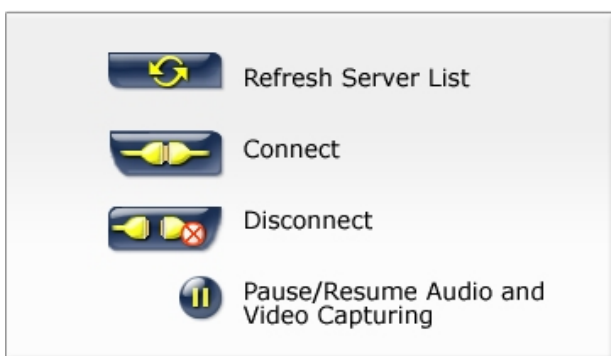 Refresh Server List
Connect
Disconnect
Pause/Resume Audio and
Video Capturing